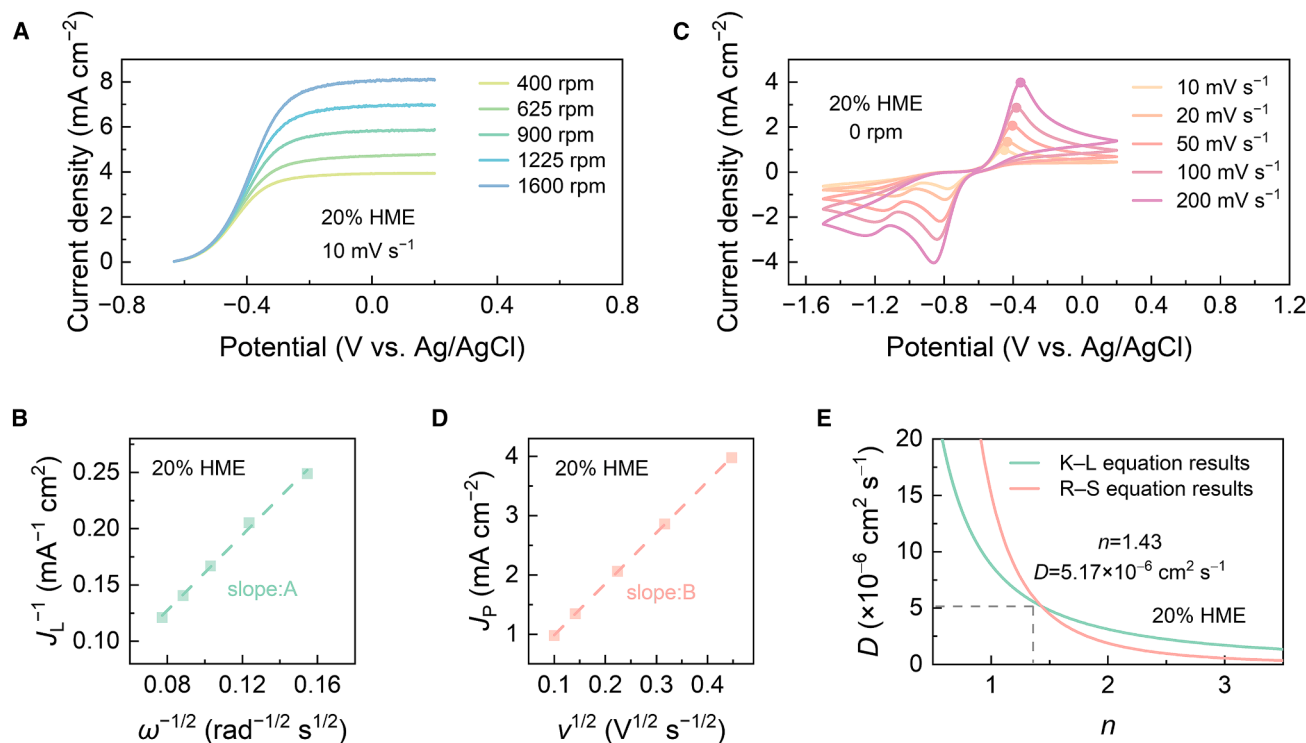 A
Current density (mA cm⁻²)
8
6
4
2
0
400 rpm
625 rpm
900 rpm
1225 rpm
1600 rpm
20% HME
10 mV s⁻¹
−0.8
−0.4
0.0
0.4
0.8
Potential (V vs. Ag/AgCl)
C
Current density (mA cm⁻²)
4
2
0
−2
−4
20% HME
0 rpm
10 mV s⁻¹
20 mV s⁻¹
50 mV s⁻¹
100 mV s⁻¹
200 mV s⁻¹
−1.6
−1.2
−0.8
−0.4
0.0
0.4
0.8
1.2
Potential (V vs. Ag/AgCl)
B
J_L⁻¹ (mA⁻¹ cm²)
0.25
0.20
0.15
0.10
20% HME
slope:A
0.08
0.12
0.16
ω⁻¹/² (rad⁻¹/² s¹/²)
D
J_P (mA cm⁻²)
4
3
2
1
20% HME
slope:B
0.1
0.2
0.3
0.4
v¹/² (V¹/² s⁻¹/²)
E
D (×10⁻⁶ cm² s⁻¹)
20
15
10
5
0
K–L equation results
R–S equation results
n=1.43
D=5.17×10⁻⁶ cm² s⁻¹
20% HME
1
2
3
n